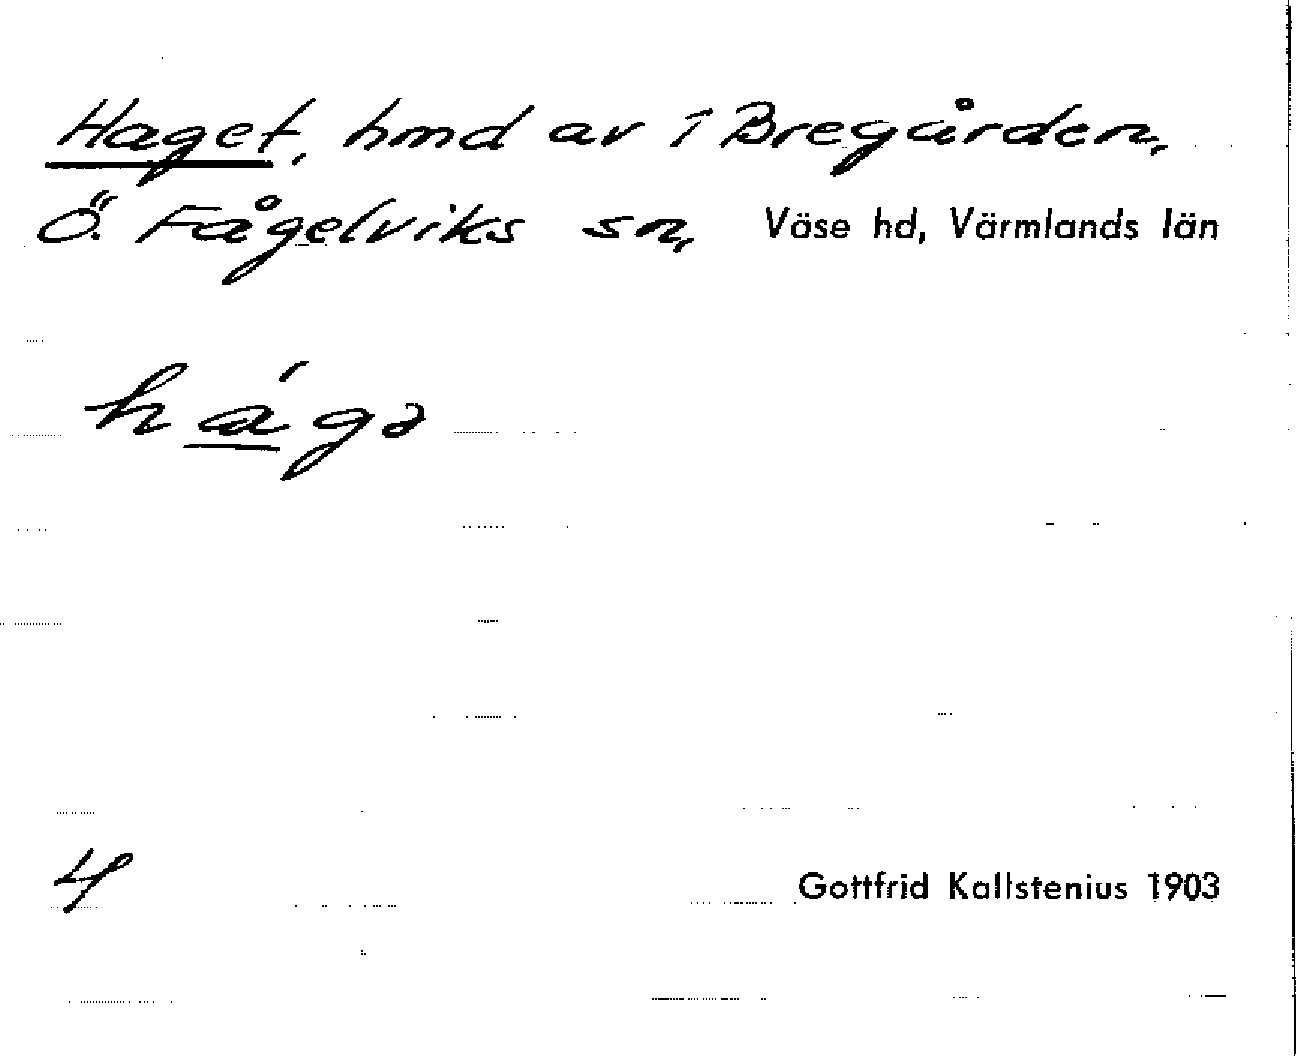 Haget, hmd av i Bregården,
Ö. Fågelviks sn, Väse hd, Värmlands län
hágə
4 Gottfrid Kallstenius 1903